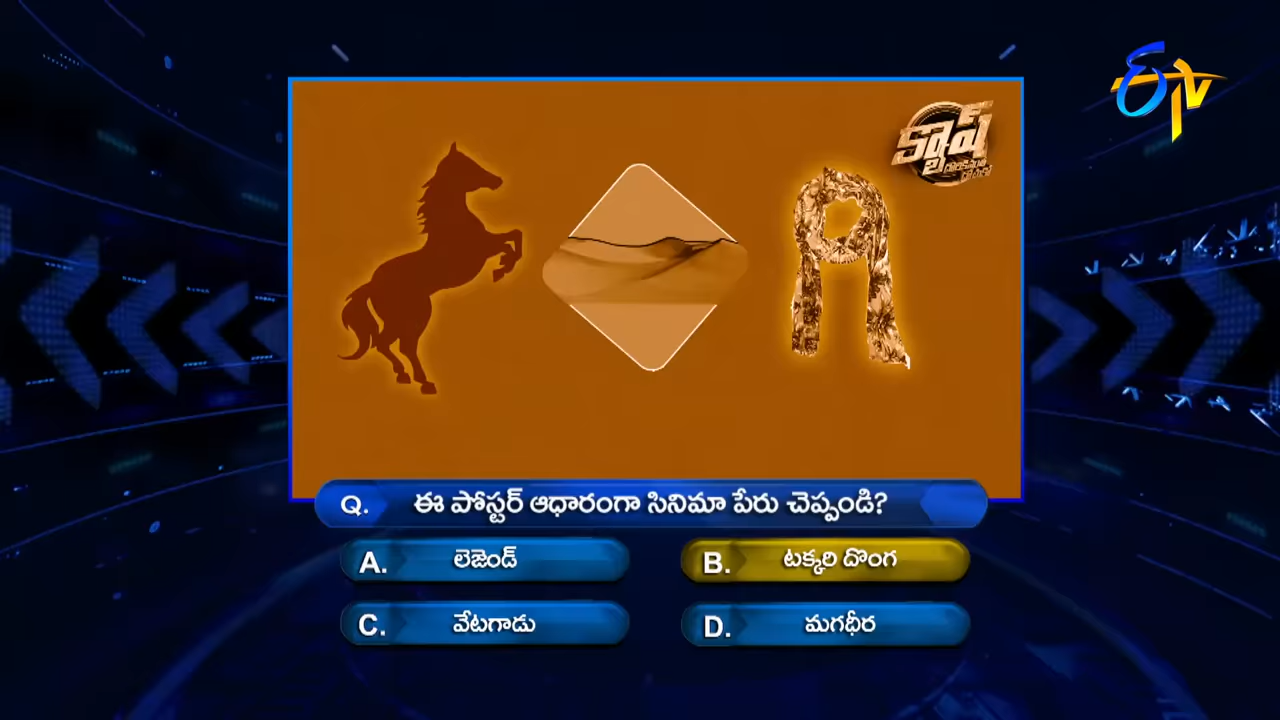 ETV
క్యాష్
Q. ఈ పోస్టర్ ఆధారంగా సినిమా పేరు చెప్పండి?
A. లెజెండ్
B. టక్కరి దొంగ
C. వేటగాడు
D. మగధీర